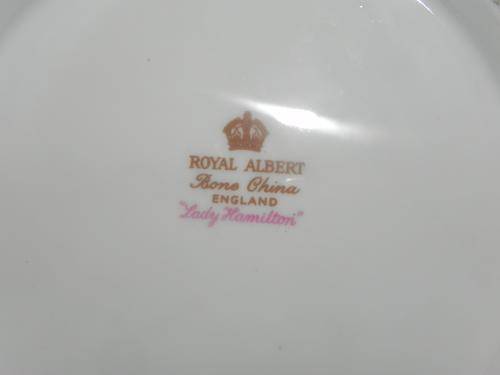 ROYAL ALBERT
Bone China
ENGLAND
"Lady Hamilton"